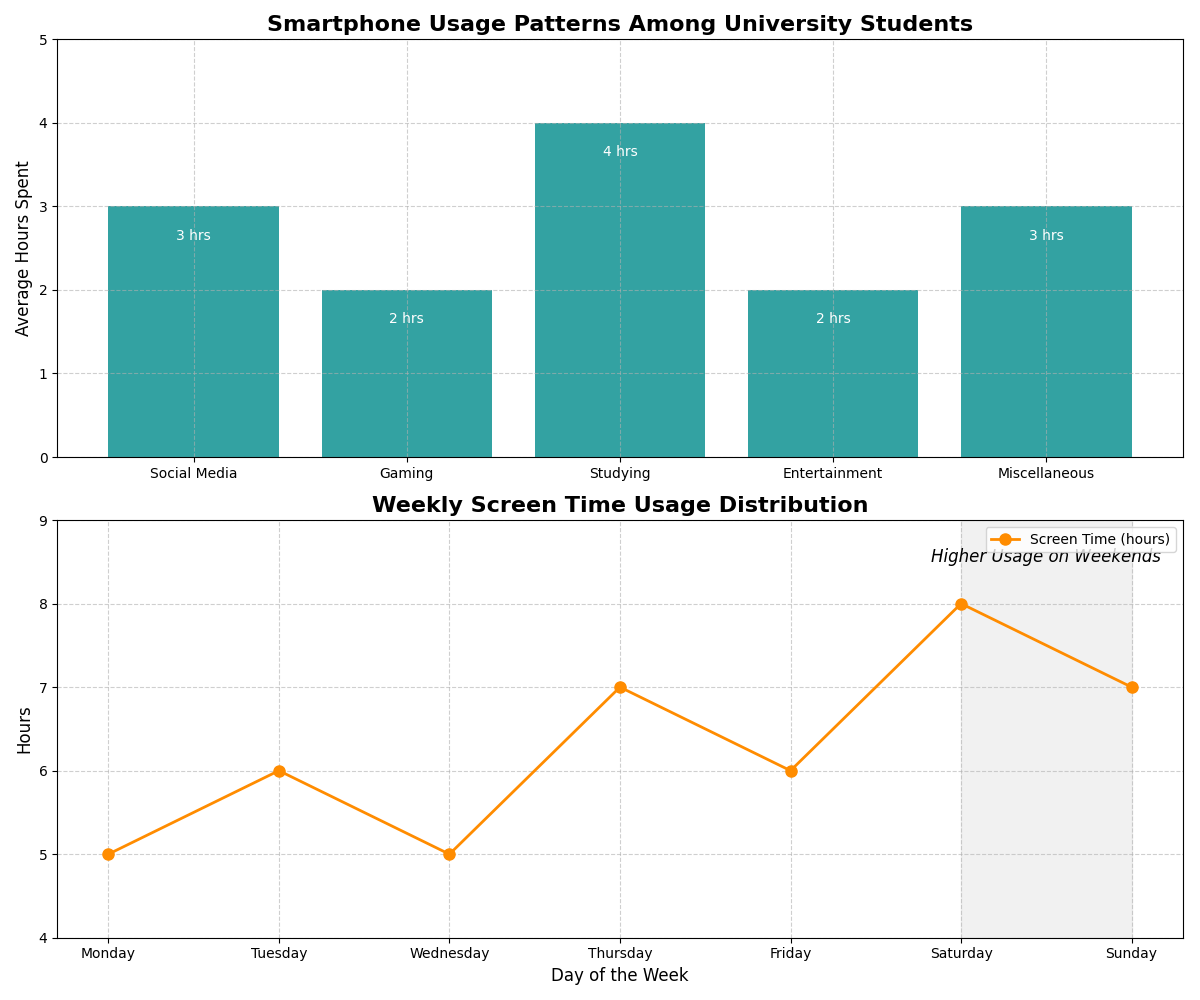 Smartphone Usage Patterns Among University Students
Average Hours Spent
5
4
3
2
1
0
3 hrs
2 hrs
4 hrs
2 hrs
3 hrs
Social Media
Gaming
Studying
Entertainment
Miscellaneous
Weekly Screen Time Usage Distribution
Hours
9
8
7
6
5
4
Screen Time (hours)
Higher Usage on Weekends
Monday
Tuesday
Wednesday
Thursday
Friday
Saturday
Sunday
Day of the Week